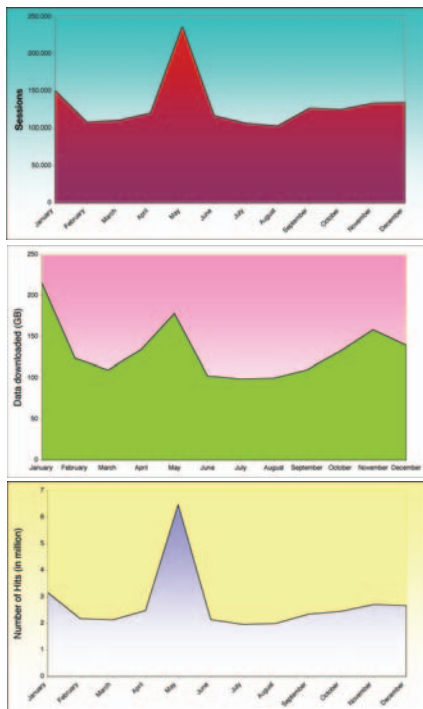 250.000
200.000
150.000
100.000
50.000
0
Sessions
January
February
March
April
May
June
July
August
September
October
November
December
250
200
150
100
50
0
Data downloaded (GB)
January
February
March
April
May
June
July
August
September
October
November
December
7
6
5
4
3
2
1
0
Number of Hits (in million)
January
February
March
April
May
June
July
August
September
October
November
December